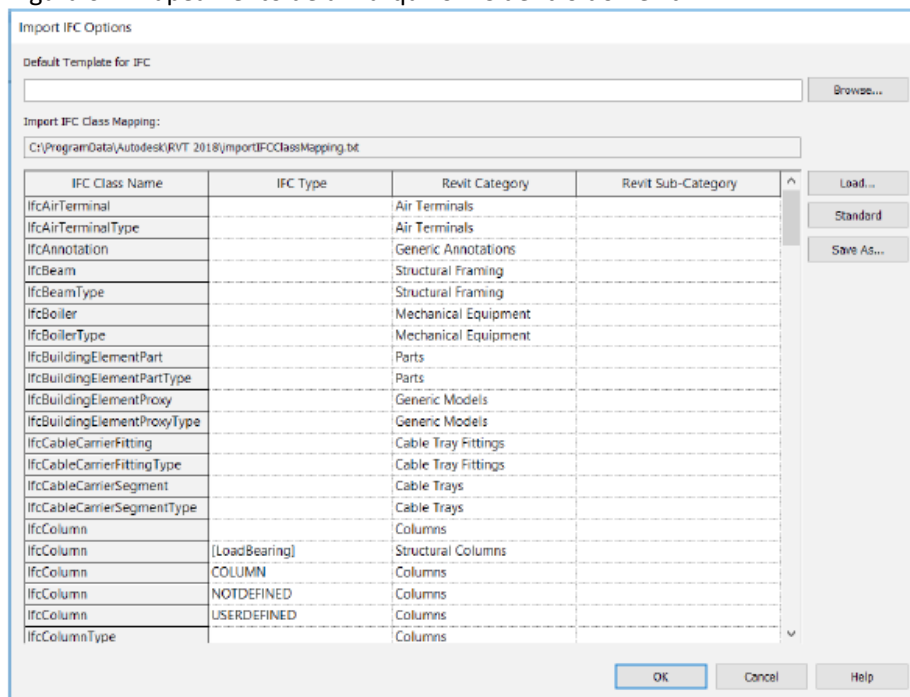 Import IFC Options
Default Template for IFC
Browse...
Import IFC Class Mapping:
C:\ProgramData\Autodesk\RVT 2018\importIFCClassMapping.txt
IFC Class Name IFC Type Revit Category Revit Sub-Category Load...
IfcAirTerminal Air Terminals
IfcAirTerminalType Air Terminals Standard
IfcAnnotation Generic Annotations Save As...
IfcBeam Structural Framing
IfcBeamType Structural Framing
IfcBoiler Mechanical Equipment
IfcBoilerType Mechanical Equipment
IfcBuildingElementPart Parts
IfcBuildingElementPartType Parts
IfcBuildingElementProxy Generic Models
IfcBuildingElementProxyType Generic Models
IfcCableCarrierFitting Cable Tray Fittings
IfcCableCarrierFittingType Cable Tray Fittings
IfcCableCarrierSegment Cable Trays
IfcCableCarrierSegmentType Cable Trays
IfcColumn Columns
IfcColumn [LoadBearing] Structural Columns
IfcColumn COLUMN Columns
IfcColumn NOTDEFINED Columns
IfcColumn USERDEFINED Columns
IfcColumnType Columns
OK Cancel Help